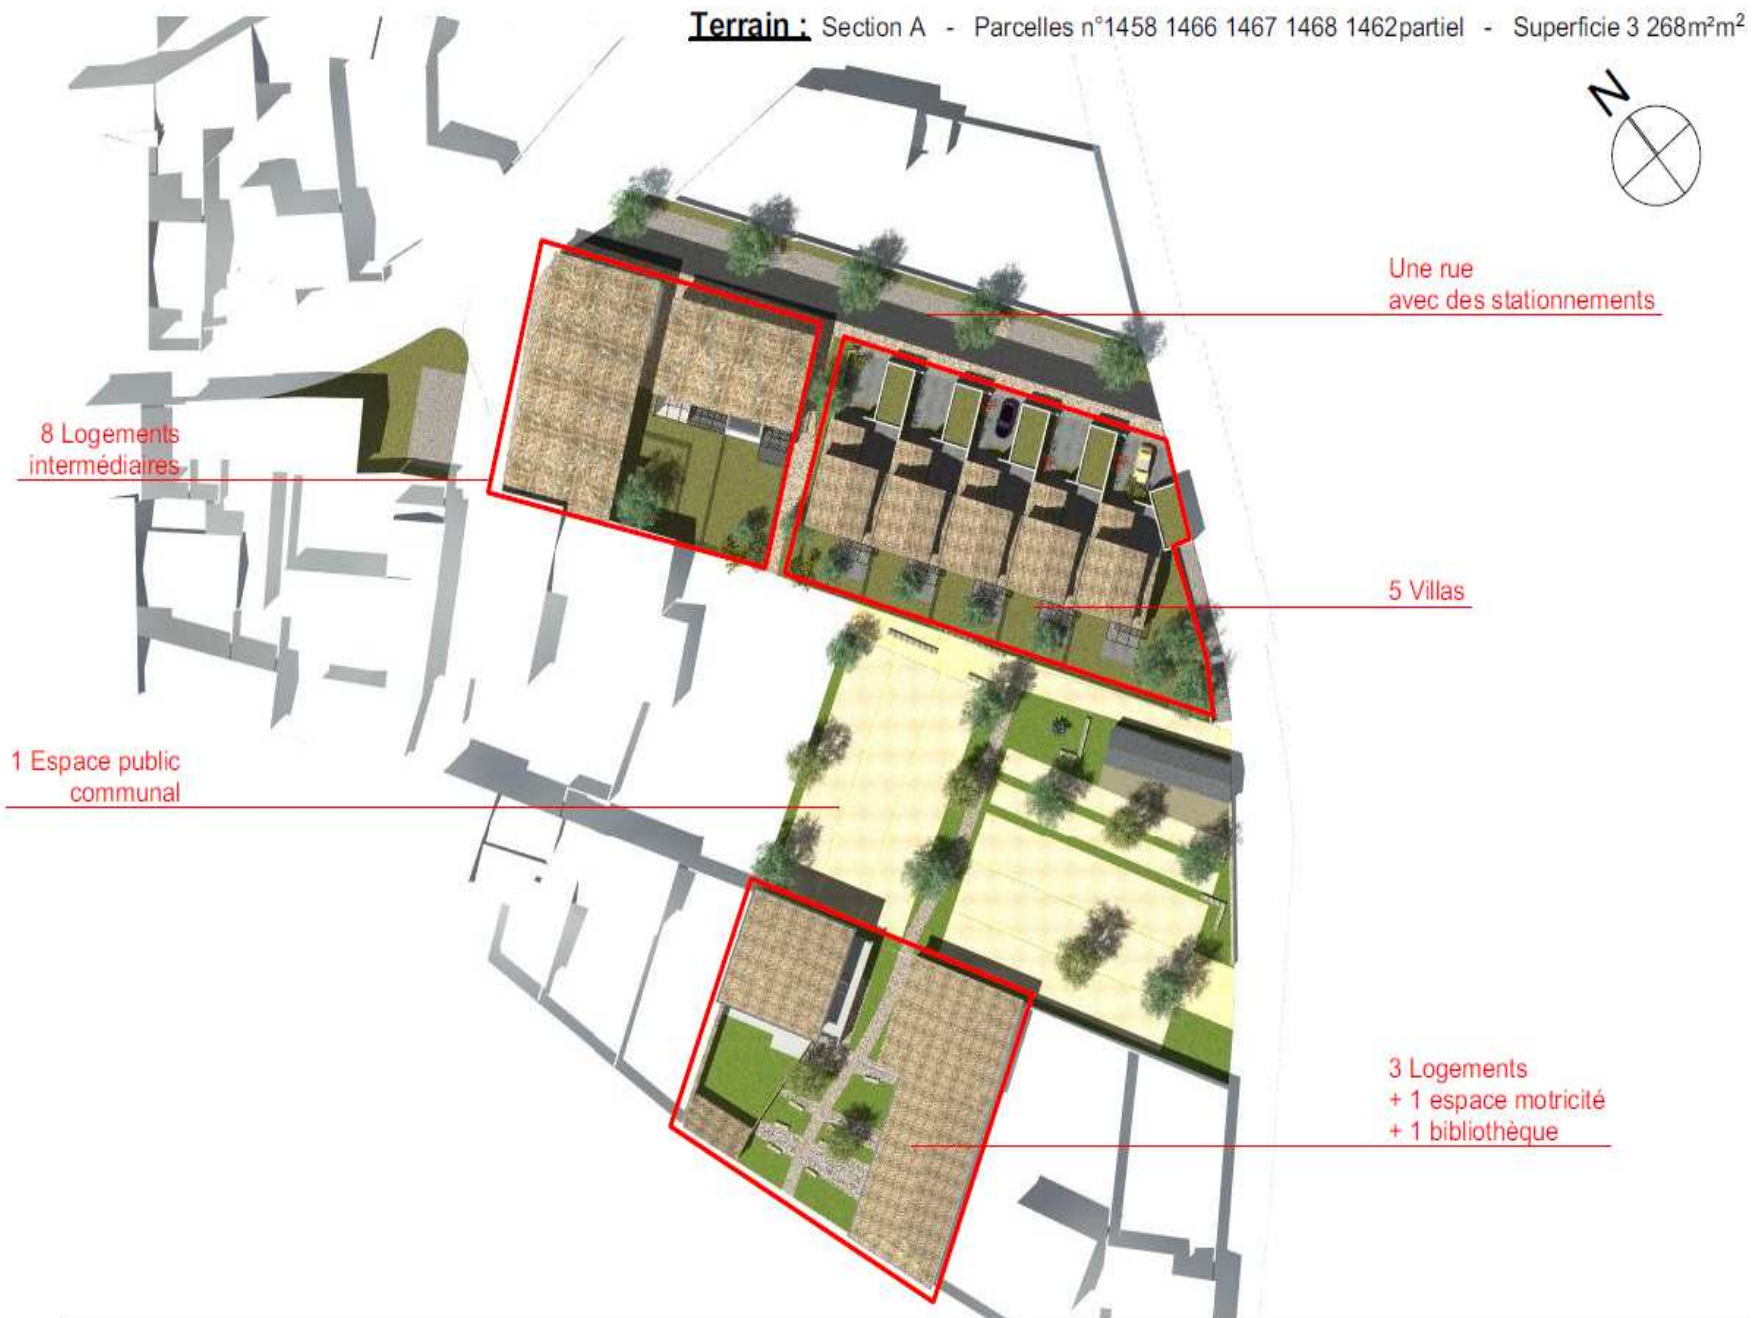 Terrain : Section A - Parcelles n°1458 1466 1467 1468 1462partiel - Superficie 3 268m²m²
N
Une rue
avec des stationnements
8 Logements
intermédiaires
5 Villas
1 Espace public
communal
3 Logements
+ 1 espace motricité
+ 1 bibliothèque